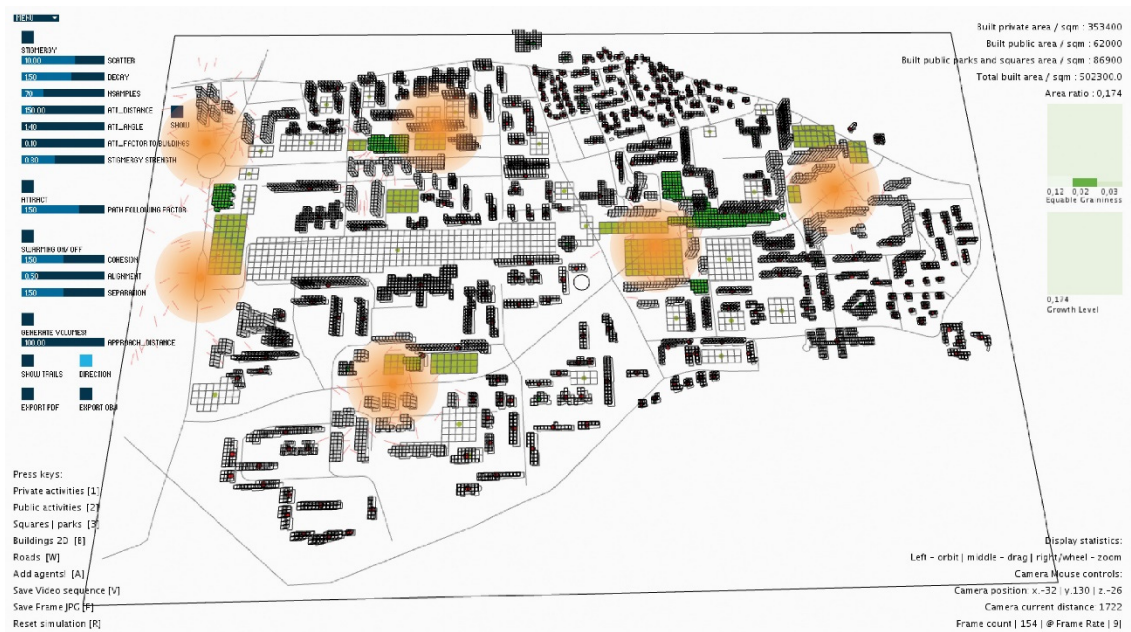 MENU
STIGMERGY
10.00 SCATTER
150 DECAY
70 NSAMPLES
150.00 ATT_DISTANCE
SHOW
1.40 ATT_ANGLE
0.10 ATT_FACTOR TO BUILDINGS
0.30 STIGMERGY STRENGTH
ATTRACT
1.50 PATH FOLLOWING FACTOR
SWARMING ON/OFF
1.50 COHESION
0.50 ALIGNMENT
1.50 SEPARATION
GENERATE VOLUMES!
100.00 APPROACH_DISTANCE
SHOW TRAILS DIRECTION
EXPORT PDF EXPORT OBJ
Press keys:
Private activities [1]
Public activities [2]
Squares | parks [3]
Buildings 2D [B]
Roads [W]
Add agents! [A]
Save Video sequence [V]
Save Frame JPG [F]
Reset simulation [R]
Built private area / sqm : 353400
Built public area / sqm : 62000
Built public parks and squares area / sqm : 86900
Total built area / sqm : 502300.0
Area ratio : 0,174
0,12 0,02 0,03
Equable Graininess
0,174
Growth Level
Display statistics:
Left - orbit | middle - drag | right/wheel - zoom
Camera Mouse controls:
Camera position: x.-32 | y.130 | z.-26
Camera current distance: 1722
Frame count | 154 | @ Frame Rate | 9|